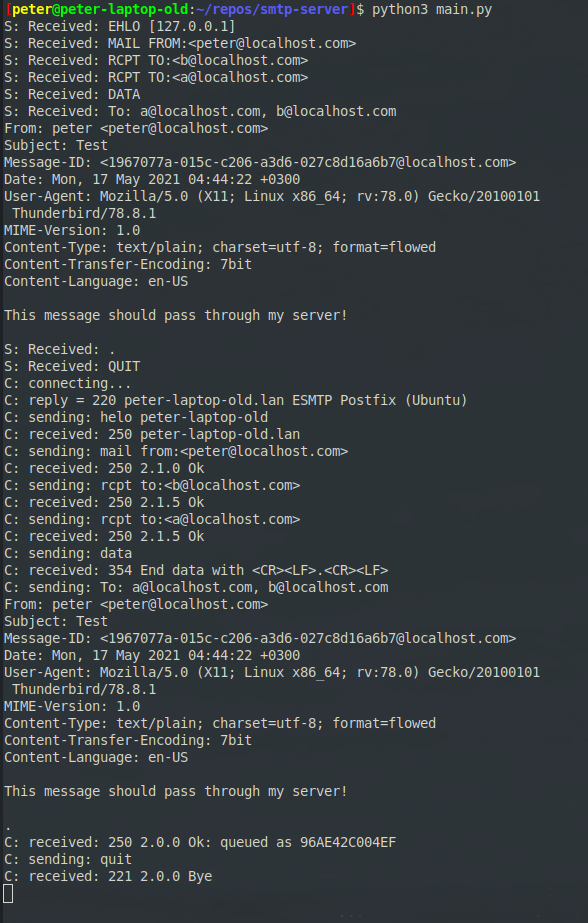 [peter@peter-laptop-old:~/repos/smtp-server]$ python3 main.py
S: Received: EHLO [127.0.0.1]
S: Received: MAIL FROM:<peter@localhost.com>
S: Received: RCPT TO:<b@localhost.com>
S: Received: RCPT TO:<a@localhost.com>
S: Received: DATA
S: Received: To: a@localhost.com, b@localhost.com
From: peter <peter@localhost.com>
Subject: Test
Message-ID: <1967077a-015c-c206-a3d6-027c8d16a6b7@localhost.com>
Date: Mon, 17 May 2021 04:44:22 +0300
User-Agent: Mozilla/5.0 (X11; Linux x86_64; rv:78.0) Gecko/20100101
 Thunderbird/78.8.1
MIME-Version: 1.0
Content-Type: text/plain; charset=utf-8; format=flowed
Content-Transfer-Encoding: 7bit
Content-Language: en-US

This message should pass through my server!

S: Received: .
S: Received: QUIT
C: connecting...
C: reply = 220 peter-laptop-old.lan ESMTP Postfix (Ubuntu)
C: sending: helo peter-laptop-old
C: received: 250 peter-laptop-old.lan
C: sending: mail from:<peter@localhost.com>
C: received: 250 2.1.0 Ok
C: sending: rcpt to:<b@localhost.com>
C: received: 250 2.1.5 Ok
C: sending: rcpt to:<a@localhost.com>
C: received: 250 2.1.5 Ok
C: sending: data
C: received: 354 End data with <CR><LF>.<CR><LF>
C: sending: To: a@localhost.com, b@localhost.com
From: peter <peter@localhost.com>
Subject: Test
Message-ID: <1967077a-015c-c206-a3d6-027c8d16a6b7@localhost.com>
Date: Mon, 17 May 2021 04:44:22 +0300
User-Agent: Mozilla/5.0 (X11; Linux x86_64; rv:78.0) Gecko/20100101
 Thunderbird/78.8.1
MIME-Version: 1.0
Content-Type: text/plain; charset=utf-8; format=flowed
Content-Transfer-Encoding: 7bit
Content-Language: en-US

This message should pass through my server!

.
C: received: 250 2.0.0 Ok: queued as 96AE42C004EF
C: sending: quit
C: received: 221 2.0.0 Bye